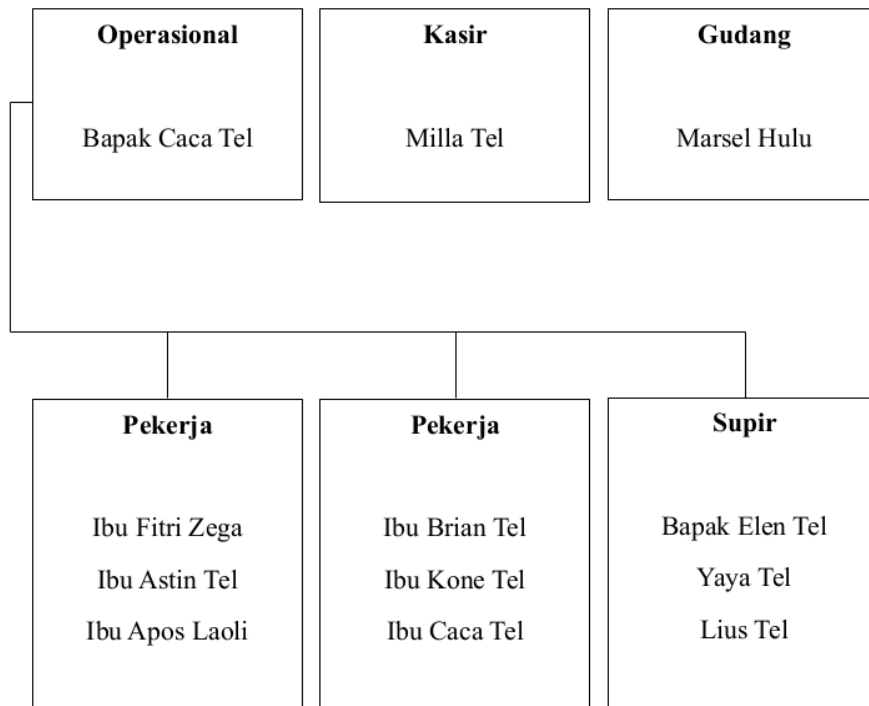 Operasional
Bapak Caca Tel
Kasir
Milla Tel
Gudang
Marsel Hulu
Pekerja
Ibu Fitri Zega
Ibu Astin Tel
Ibu Apos Laoli
Pekerja
Ibu Brian Tel
Ibu Kone Tel
Ibu Caca Tel
Supir
Bapak Elen Tel
Yaya Tel
Lius Tel